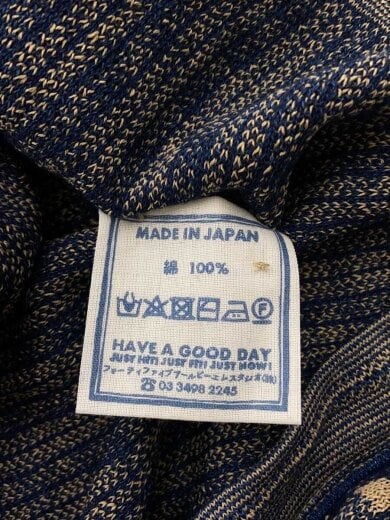 MADE IN JAPAN
綿 100%
HAVE A GOOD DAY
JUST HIT! JUST FIT! JUST NOW!
フォーティファイブアールピーエムスタジオ(株)
☎03 3498 2245